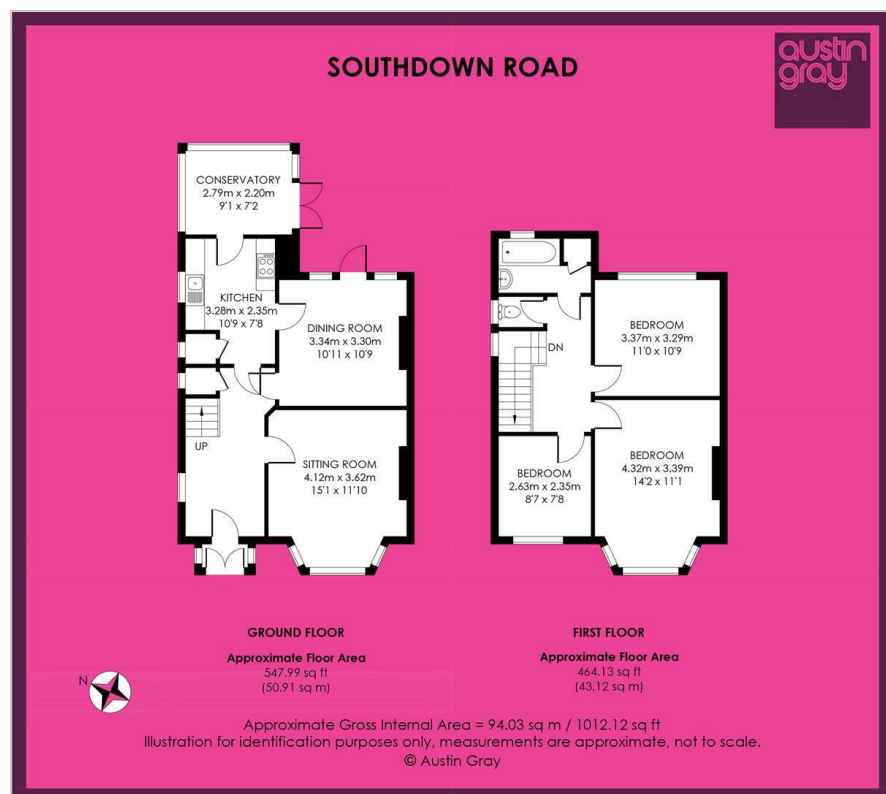 SOUTHDOWN ROAD
austin
gray
CONSERVATORY
2.79m x 2.20m
9'1 x 7'2
KITCHEN
3.28m x 2.35m
10'9 x 7'8
DINING ROOM
3.34m x 3.30m
10'11 x 10'9
UP
SITTING ROOM
4.12m x 3.62m
15'1 x 11'10
BEDROOM
3.37m x 3.29m
11'0 x 10'9
DN
BEDROOM
2.63m x 2.35m
8'7 x 7'8
BEDROOM
4.32m x 3.39m
14'2 x 11'1
GROUND FLOOR
Approximate Floor Area
547.99 sq ft
(50.91 sq m)
FIRST FLOOR
Approximate Floor Area
464.13 sq ft
(43.12 sq m)
N
Approximate Gross Internal Area = 94.03 sq m / 1012.12 sq ft
Illustration for identification purposes only, measurements are approximate, not to scale.
© Austin Gray